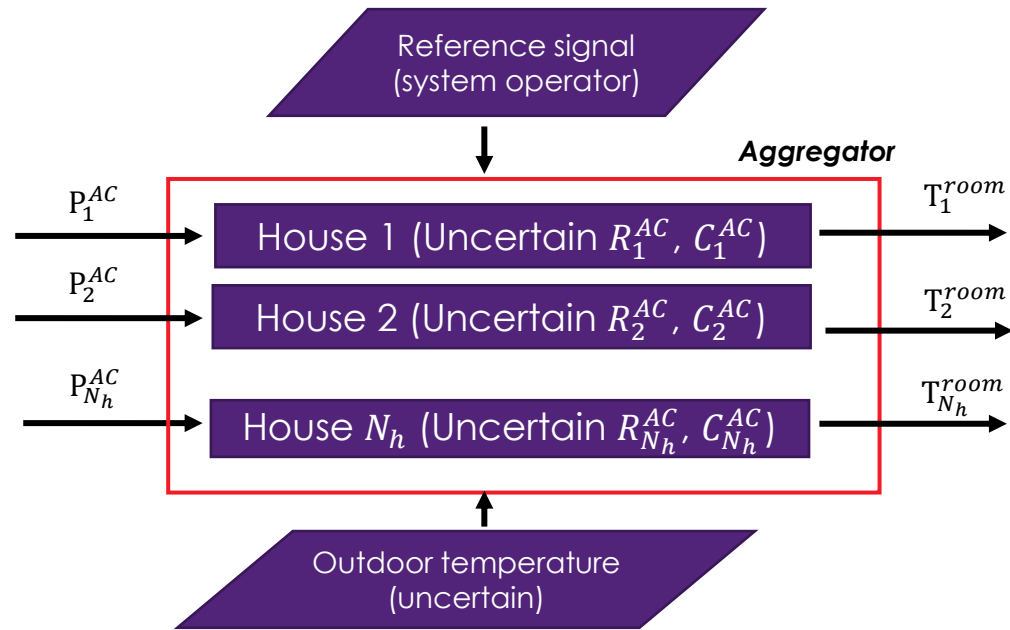 Reference signal
(system operator)
Aggregator
P_1^{AC}
T_1^{room}
House 1 (Uncertain R_1^{AC}, C_1^{AC})
P_2^{AC}
T_2^{room}
House 2 (Uncertain R_2^{AC}, C_2^{AC})
P_{N_h}^{AC}
T_{N_h}^{room}
House N_h (Uncertain R_{N_h}^{AC}, C_{N_h}^{AC})
Outdoor temperature
(uncertain)